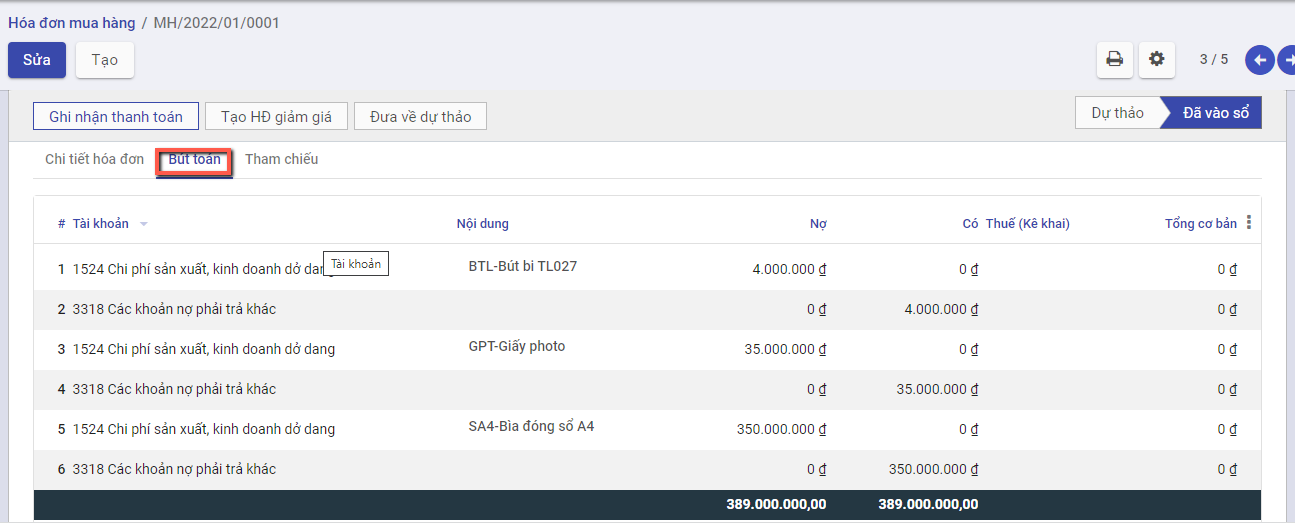 Hóa đơn mua hàng / MH/2022/01/0001
Sửa Tạo 3 / 5
Ghi nhận thanh toán Tạo HĐ giảm giá Đưa về dự thảo Dự thảo Đã vào sổ
Chi tiết hóa đơn Bút toán Tham chiếu
# Tài khoản Nội dung Nợ Có Thuế (Kê khai) Tổng cơ bản
Tài khoản
1 1524 Chi phí sản xuất, kinh doanh dở dang BTL-Bút bi TL027 4.000.000 ₫ 0 ₫ 0 ₫
2 3318 Các khoản nợ phải trả khác 0 ₫ 4.000.000 ₫ 0 ₫
3 1524 Chi phí sản xuất, kinh doanh dở dang GPT-Giấy photo 35.000.000 ₫ 0 ₫ 0 ₫
4 3318 Các khoản nợ phải trả khác 0 ₫ 35.000.000 ₫ 0 ₫
5 1524 Chi phí sản xuất, kinh doanh dở dang SA4-Bìa đóng sổ A4 350.000.000 ₫ 0 ₫ 0 ₫
6 3318 Các khoản nợ phải trả khác 0 ₫ 350.000.000 ₫ 0 ₫
389.000.000,00 389.000.000,00